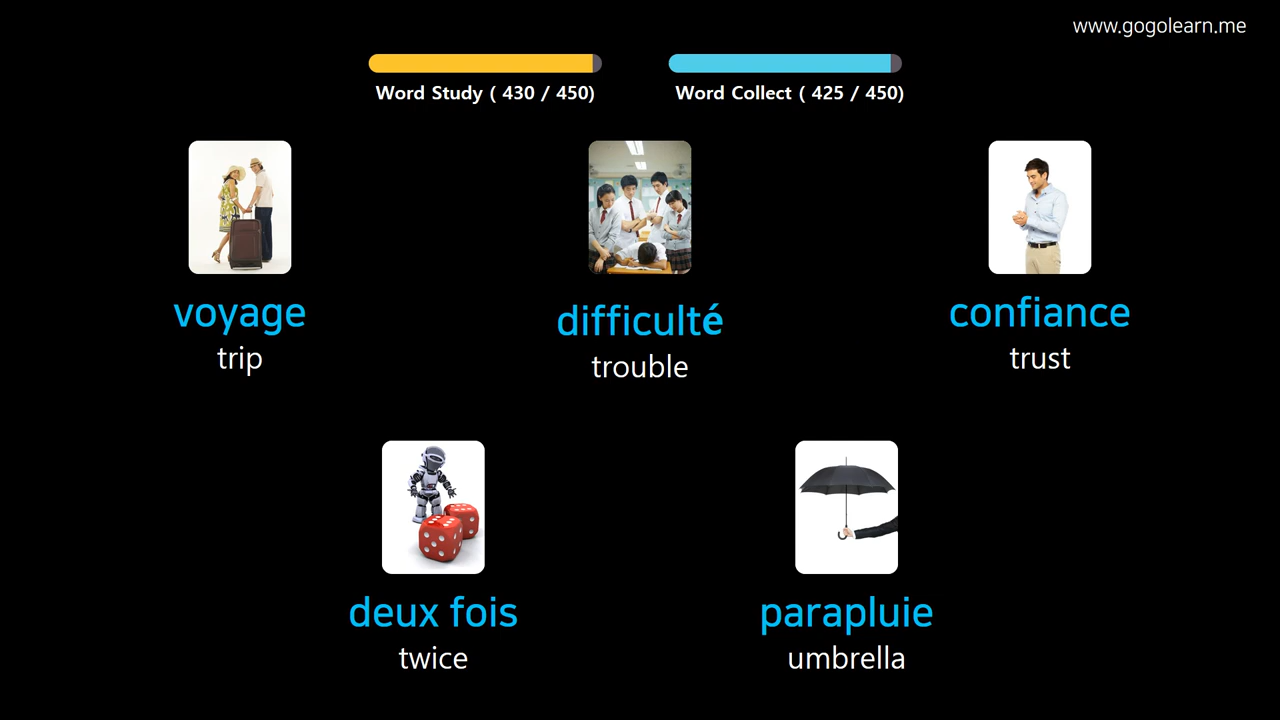 www.gogolearn.me
Word Study ( 430 / 450)
Word Collect ( 425 / 450)
voyage
trip
difficulté
trouble
confiance
trust
deux fois
twice
parapluie
umbrella